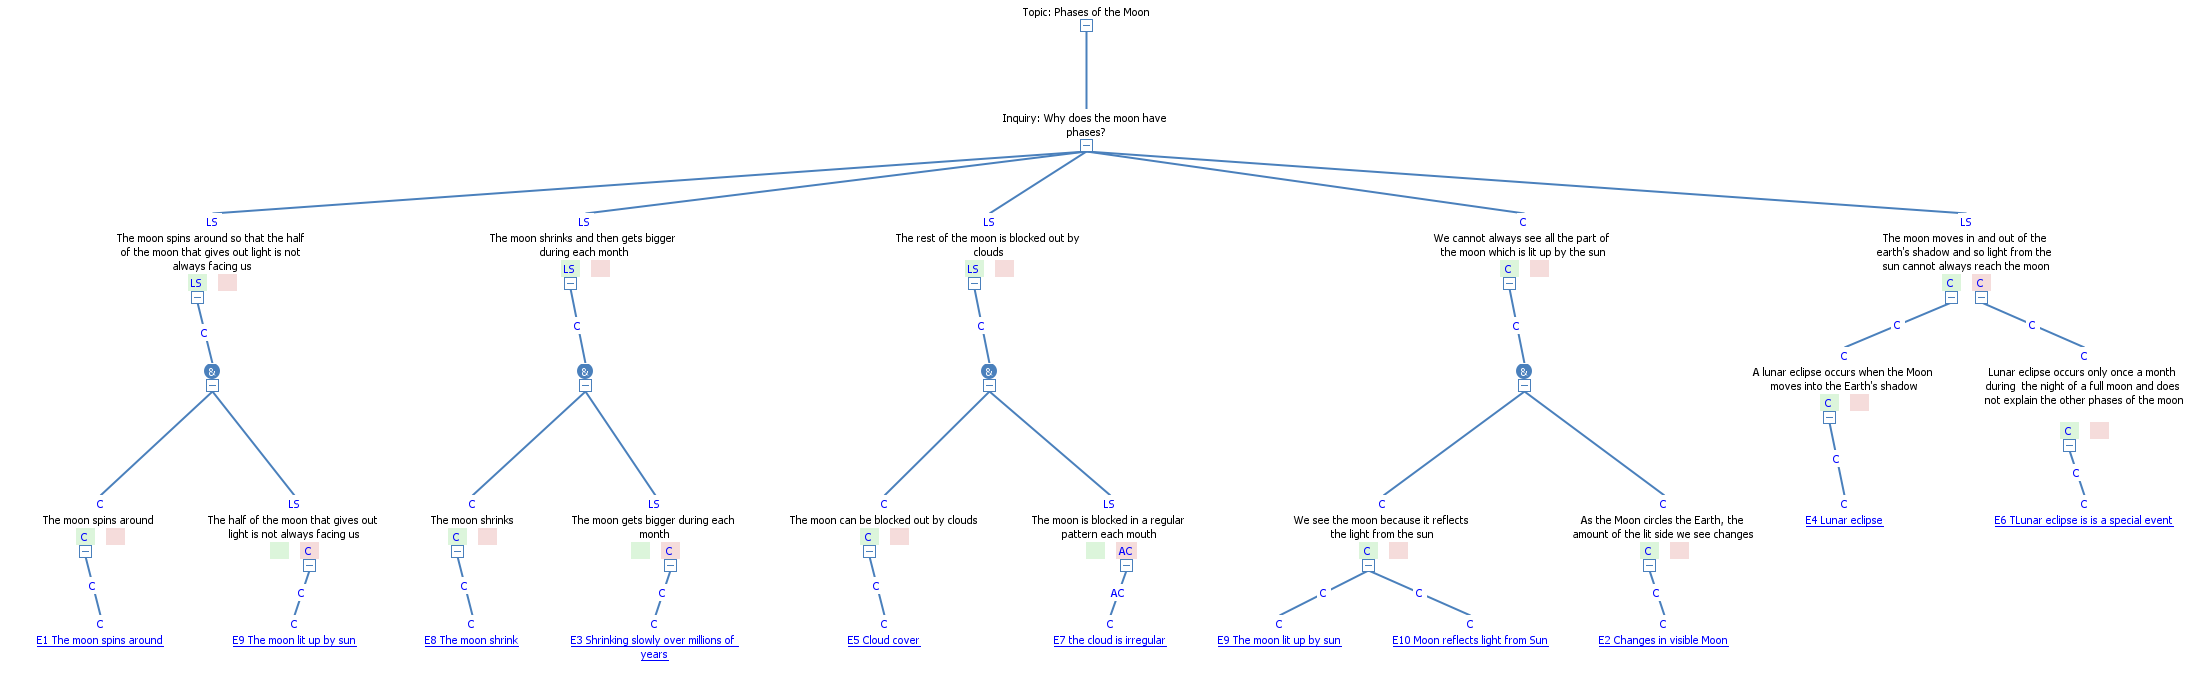 Topic: Phases of the Moon
Inquiry: Why does the moon have
phases?
LS
The moon spins around so that the half
of the moon that gives out light is not
always facing us
LS
C
&
C
The moon spins around
C
C
C
E1 The moon spins around
LS
The half of the moon that gives out
light is not always facing us
C
C
C
E9 The moon lit up by sun
LS
The moon shrinks and then gets bigger
during each month
LS
C
&
C
The moon shrinks
C
C
C
E8 The moon shrink
LS
The moon gets bigger during each
month
C
C
C
E3 Shrinking slowly over millions of
years
LS
The rest of the moon is blocked out by
clouds
LS
C
&
C
The moon can be blocked out by clouds
C
C
C
E5 Cloud cover
LS
The moon is blocked in a regular
pattern each mouth
AC
AC
C
E7 the cloud is irregular
C
We cannot always see all the part of
the moon which is lit up by the sun
C
C
&
C
We see the moon because it reflects
the light from the sun
C
C
C
E9 The moon lit up by sun
C
C
E10 Moon reflects light from Sun
C
As the Moon circles the Earth, the
amount of the lit side we see changes
C
C
C
E2 Changes in visible Moon
LS
The moon moves in and out of the
earth's shadow and so light from the
sun cannot always reach the moon
C
C
C
C
A lunar eclipse occurs when the Moon
moves into the Earth's shadow
C
C
C
E4 Lunar eclipse
C
C
Lunar eclipse occurs only once a month
during the night of a full moon and does
not explain the other phases of the moon
C
C
C
E6 TLunar eclipse is is a special event